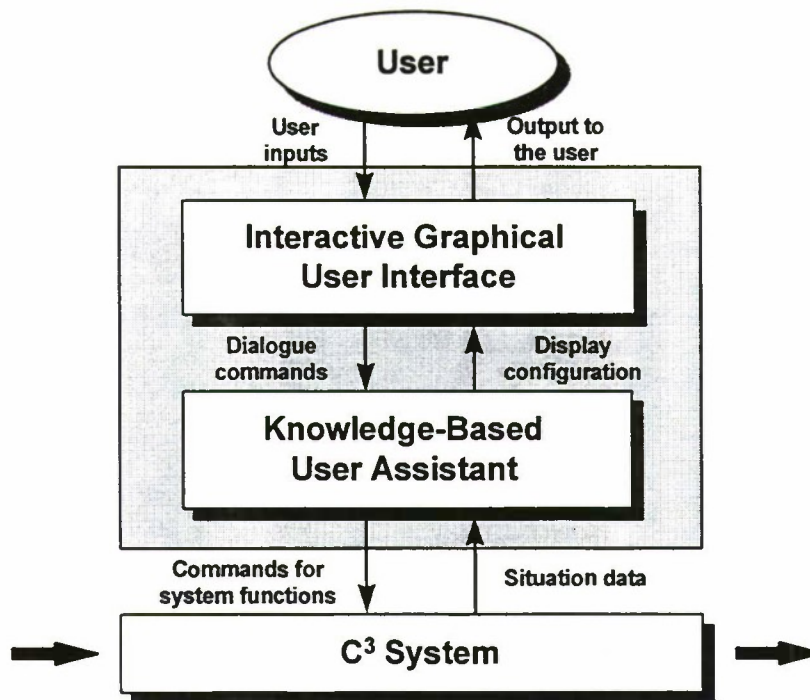 User
User
inputs
Output to
the user
Interactive Graphical
User Interface
Dialogue
commands
Display
configuration
Knowledge-Based
User Assistant
Commands for
system functions
Situation data
C³ System